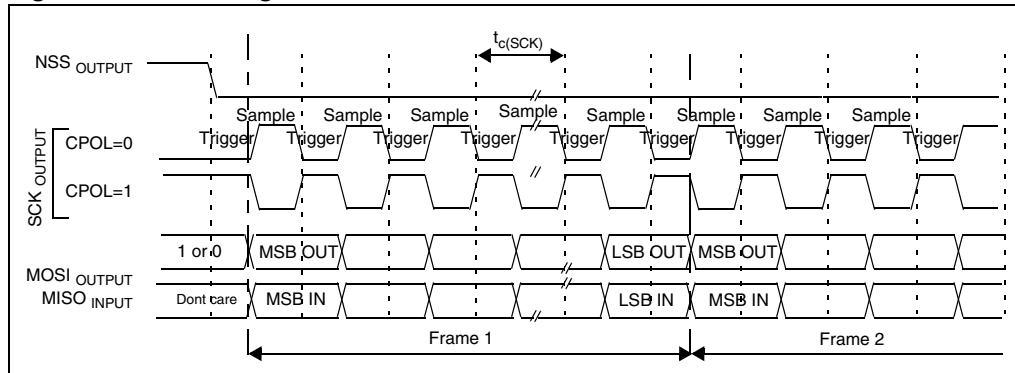 tc(SCK)
NSS OUTPUT
Sample Sample Sample Sample Sample Sample Sample Sample
Trigger Trigger Trigger Trigger Trigger Trigger Trigger Trigger Trigger
SCK OUTPUT
CPOL=0
CPOL=1
1 or 0 MSB OUT LSB OUT MSB OUT
MOSI OUTPUT
MISO INPUT
Dont care MSB IN LSB IN MSB IN
Frame 1 Frame 2